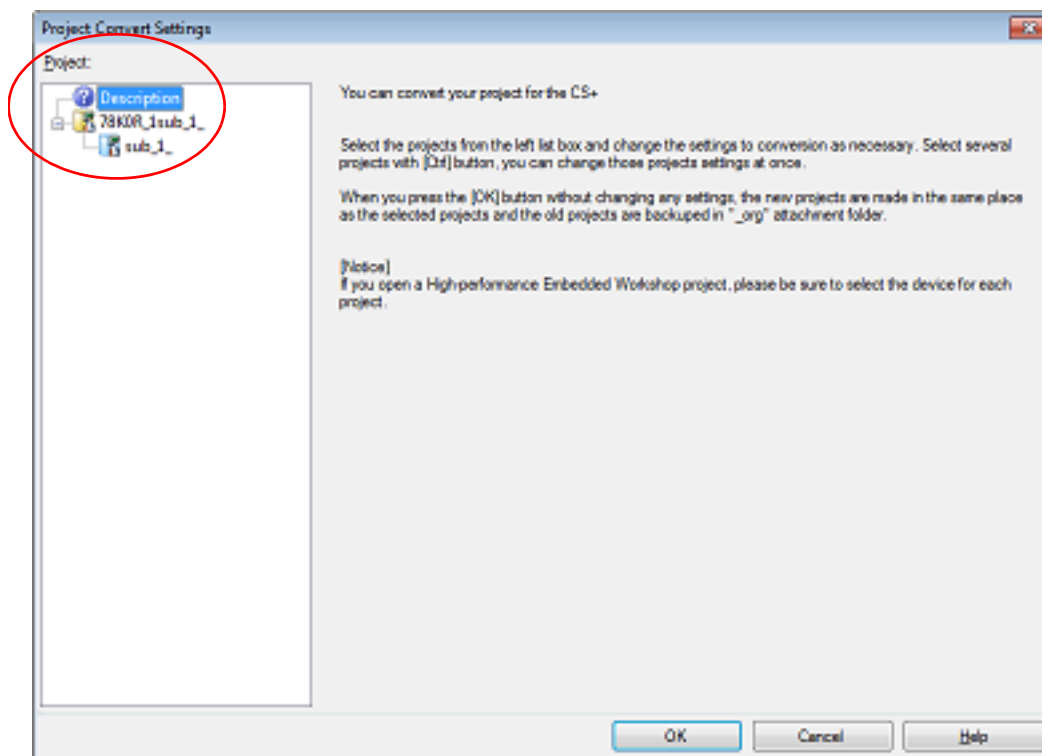 Project Convert Settings
Project:
Description
78K0R_1sub_1_
sub_1_
You can convert your project for the CS+
Select the projects from the left list box and change the settings to conversion as necessary. Select several
projects with [Ctrl] button, you can change those projects settings at once.
When you press the [OK] button without changing any settings, the new projects are made in the same place
as the selected projects and the old projects are backuped in "_org" attachment folder.
[Notice]
If you open a High-performance Embedded Workshop project, please be sure to select the device for each
project.
OK
Cancel
Help